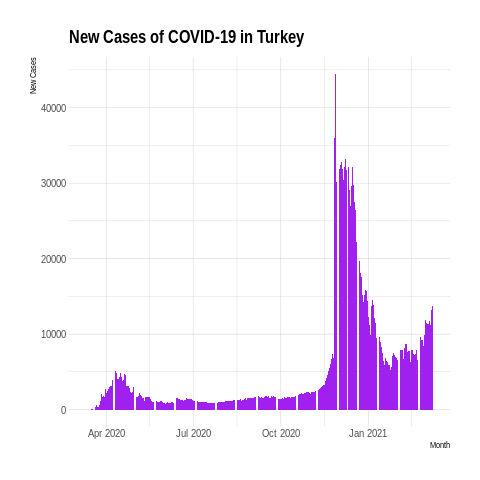 New Cases of COVID-19 in Turkey
New Cases
40000
30000
20000
10000
0
Apr 2020 Jul 2020 Oct 2020 Jan 2021
Month